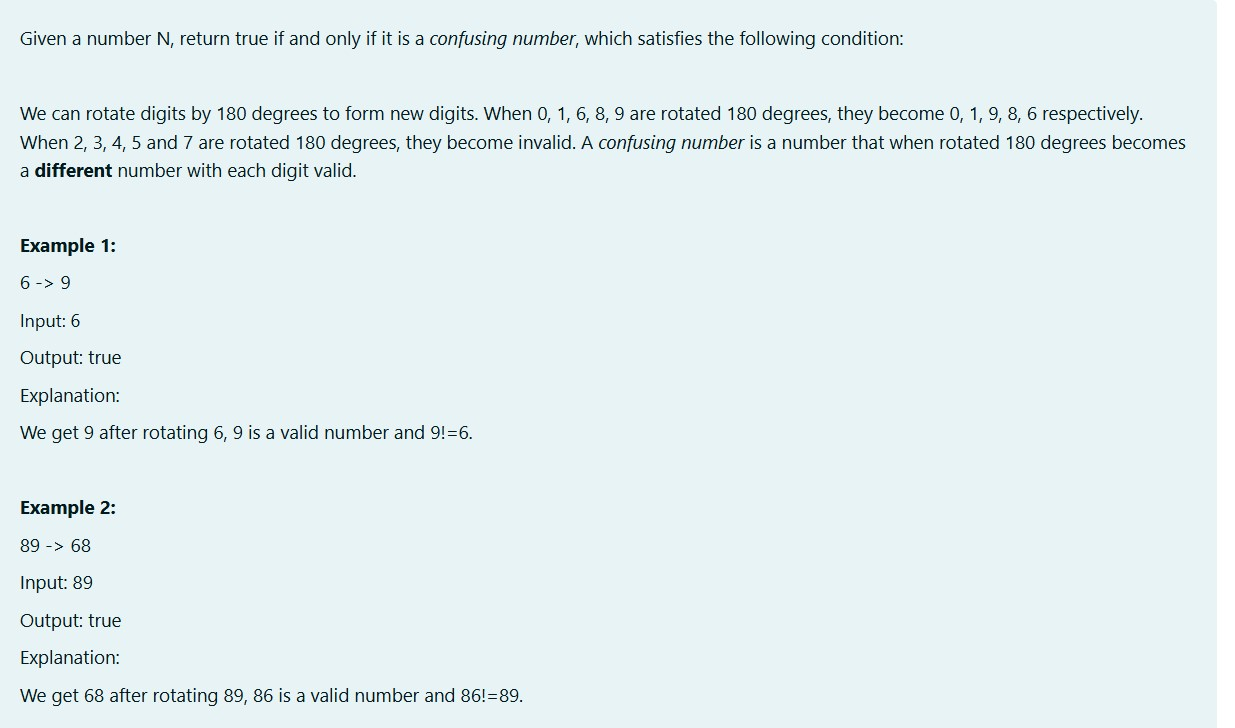 Given a number N, return true if and only if it is a confusing number, which satisfies the following condition:
We can rotate digits by 180 degrees to form new digits. When 0, 1, 6, 8, 9 are rotated 180 degrees, they become 0, 1, 9, 8, 6 respectively.
When 2, 3, 4, 5 and 7 are rotated 180 degrees, they become invalid. A confusing number is a number that when rotated 180 degrees becomes
a different number with each digit valid.
Example 1:
6 -> 9
Input: 6
Output: true
Explanation:
We get 9 after rotating 6, 9 is a valid number and 9!=6.
Example 2:
89 -> 68
Input: 89
Output: true
Explanation:
We get 68 after rotating 89, 86 is a valid number and 86!=89.